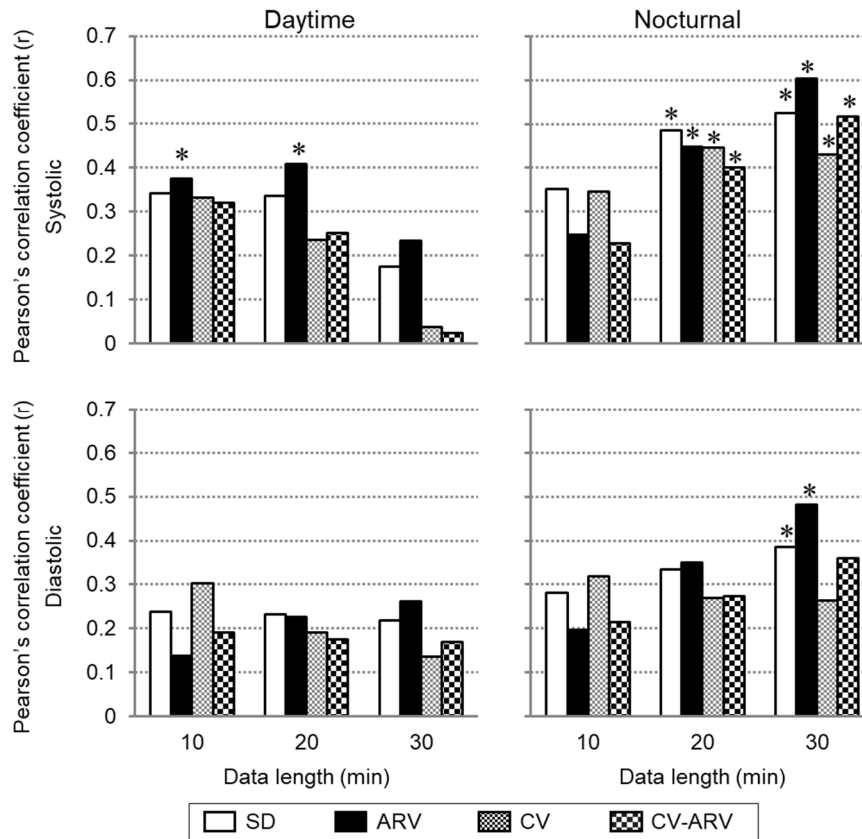 Daytime
Nocturnal
Pearson's correlation coefficient (r)
Systolic
0.7
0.6
0.5
0.4
0.3
0.2
0.1
0
*
*
*
*
*
*
*
*
*
*
Pearson's correlation coefficient (r)
Diastolic
0.7
0.6
0.5
0.4
0.3
0.2
0.1
0
*
*
10 20 30
10 20 30
Data length (min)
Data length (min)
SD ARV CV CV-ARV